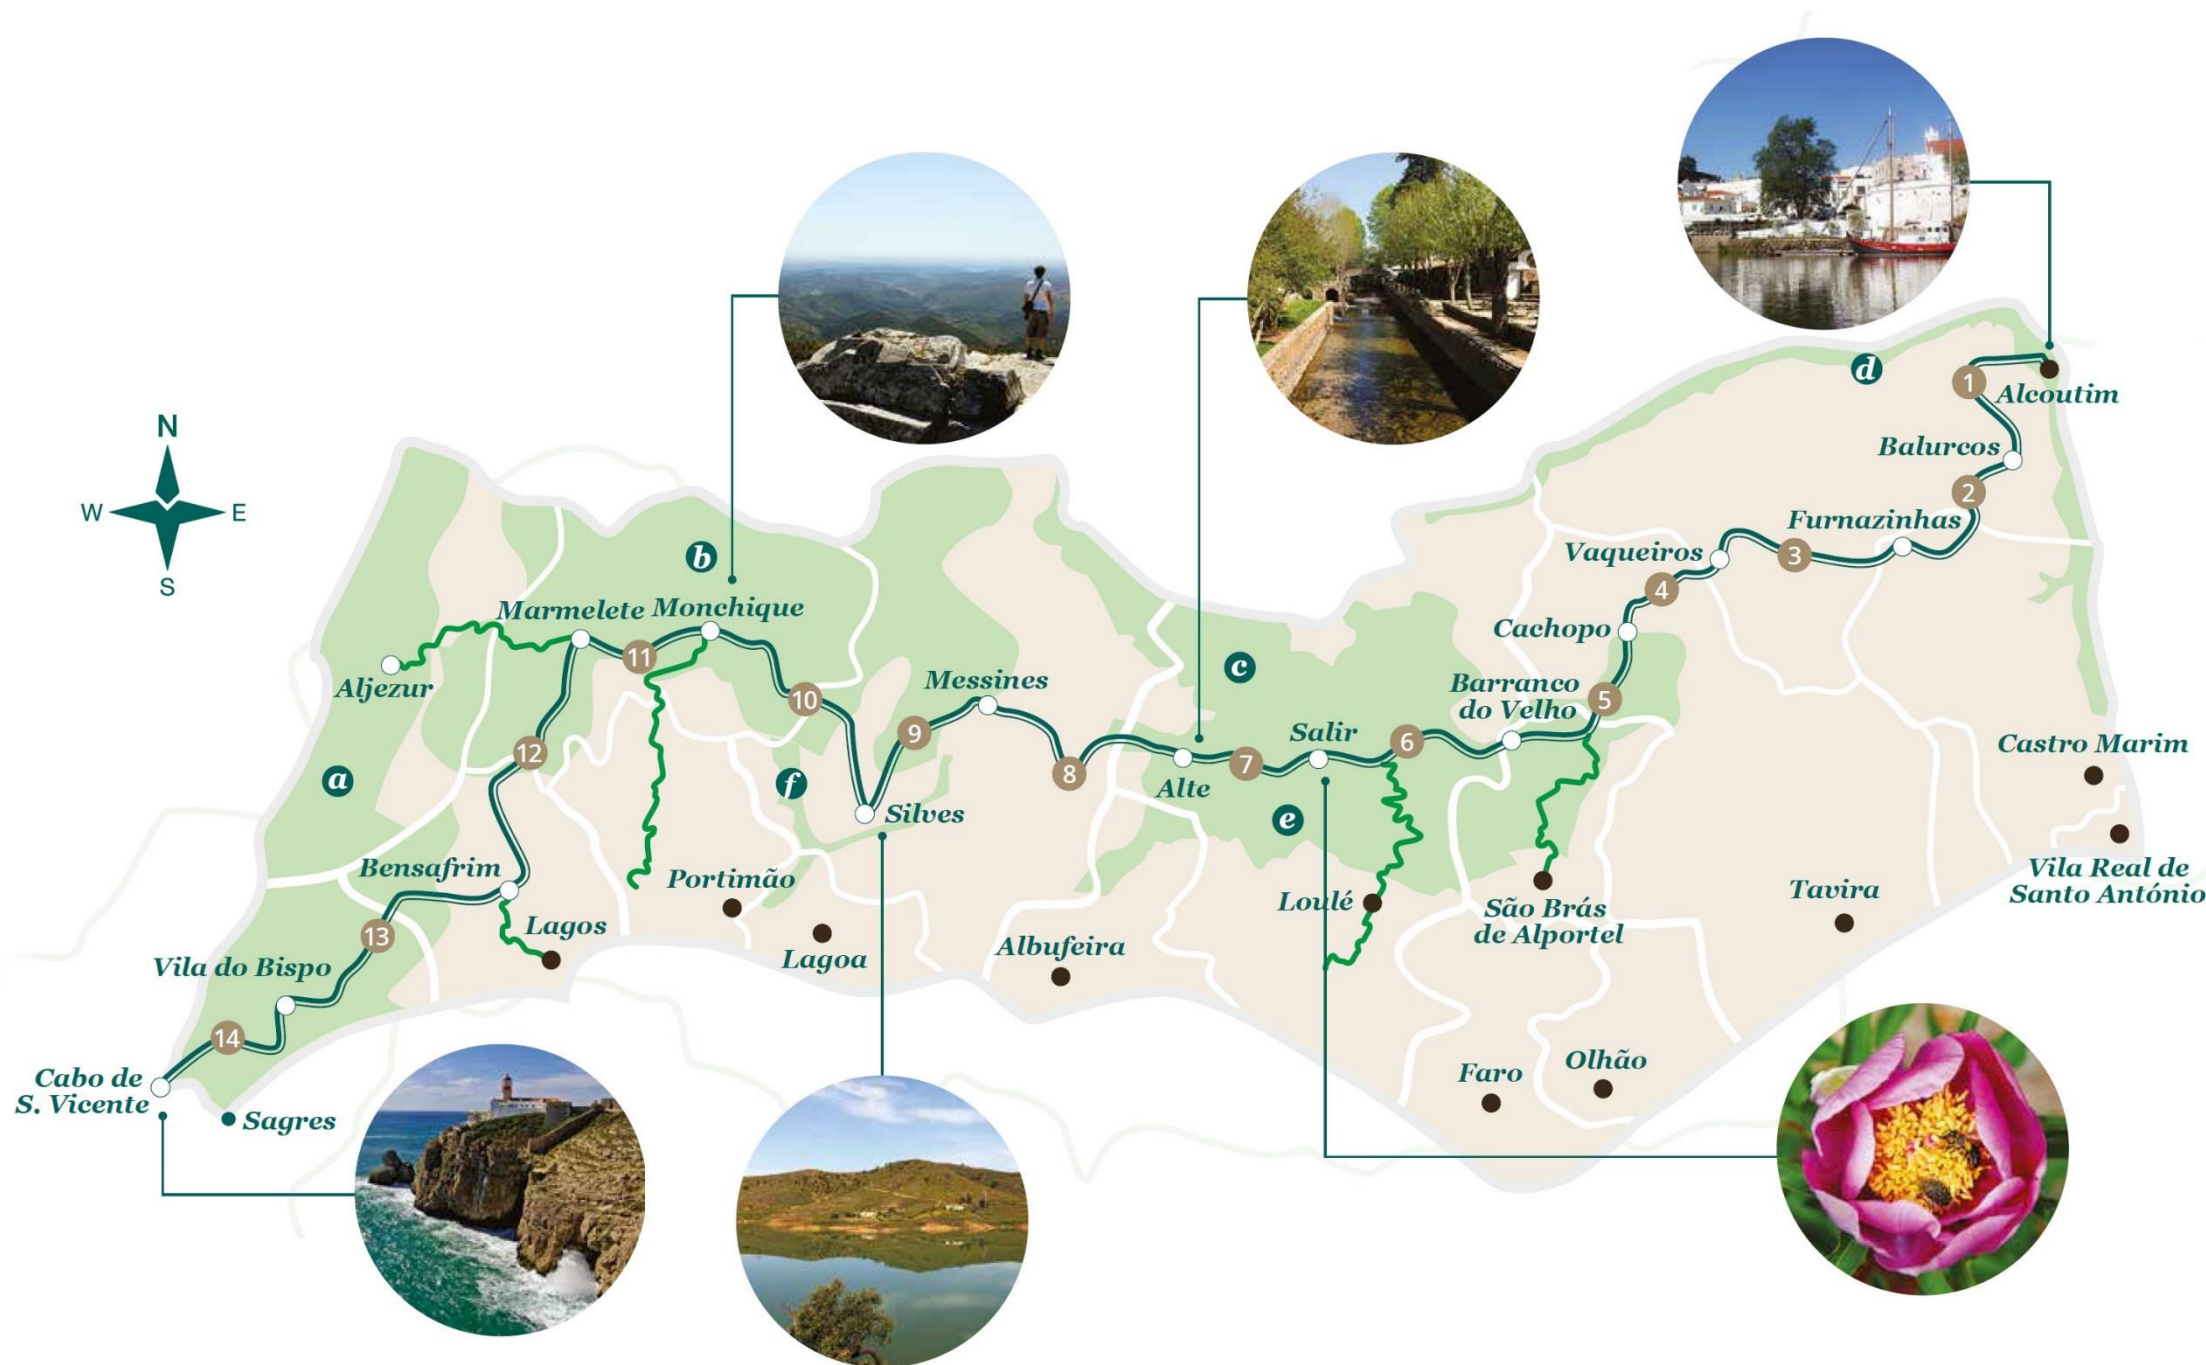 d
1
Alcoutim
N
Balurcos
2
W
E
Furnazinhas
S
b
Vaqueiros
3
4
Marmelete
Monchique
Cachopo
11
Aljezur
c
Messines
Barranco
do Velho
5
10
9
Salir
6
Castro Marim
12
a
f
8
Alte
7
Silves
e
Bensafrim
Portimão
Loulé
São Brás
de Alportel
Tavira
Vila Real de
Santo António
13
Lagos
Lagoa
Albufeira
Vila do Bispo
14
Cabo de
S. Vicente
Sagres
Faro
Olhão